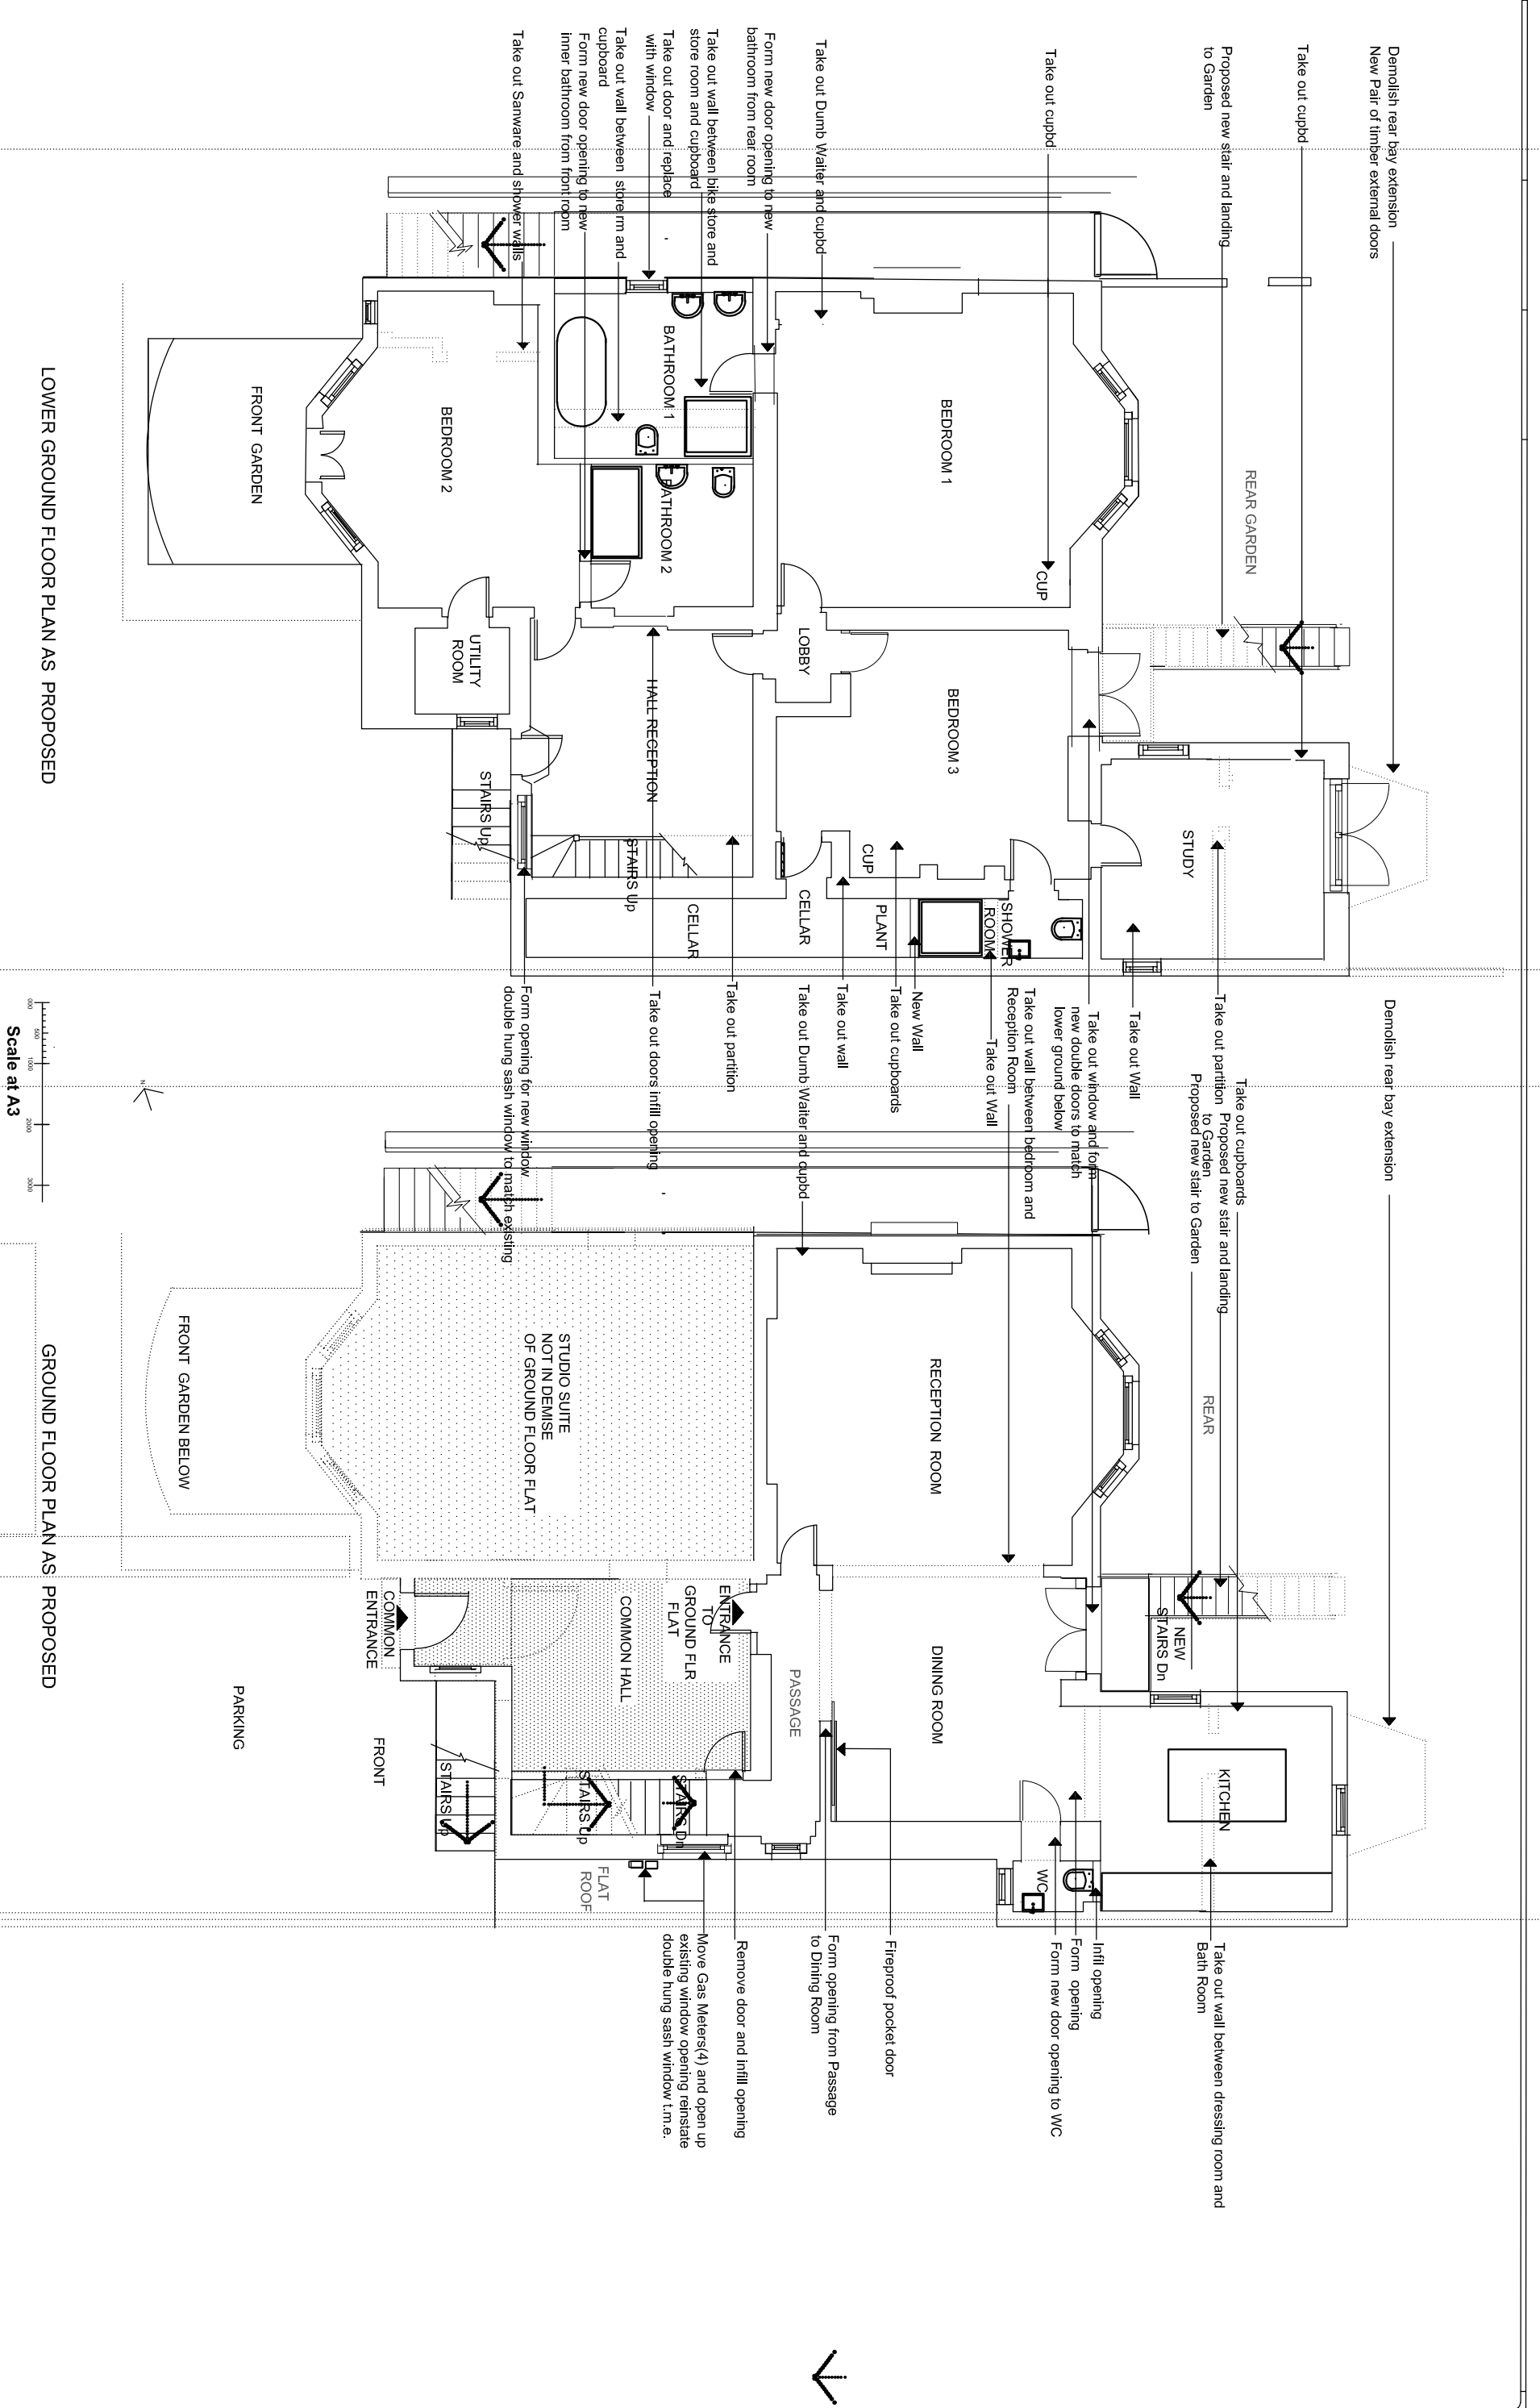 Demolish rear bay extension
New Pair of timber external doors
Take out cupbd
Proposed new stair and landing
to Garden
Take out cupbd
Take out Dumb Waiter and cupbd
Form new door opening to new
bathroom from rear room
Take out wall between bike store and
store room and cupboard
Take out door and replace
with window
Take out wall between store rm and
cupboard
Form new door opening to new
inner bathroom from front room
Take out Sanware and shower walls
REAR GARDEN
BEDROOM 1
CUP
STUDY
BEDROOM 3
LOBBY
CUP
SHOWER
ROOM
PLANT
CELLAR
CELLAR
BATHROOM 1
BATHROOM 2
HALL RECEPTION
STAIRS Up
BEDROOM 2
UTILITY
ROOM
STAIRS Up
FRONT GARDEN
LOWER GROUND FLOOR PLAN AS PROPOSED
Take out partition
Take out Wall
Take out window and form
new double doors to match
lower ground below
Take out wall between bedroom and
Reception Room
Take out Wall
New Wall
Take out cupboards
Take out wall
Take out Dumb Waiter and cupbd
Take out partition
Take out doors infill opening
Form opening for new window
double hung sash window to match existing
000
500
1000
2000
3000
Scale at A3
N
Demolish rear bay extension
Take out cupboards
Proposed new stair and landing
to Garden
Proposed new stair to Garden
REAR
RECEPTION ROOM
NEW
STAIRS Dn
KITCHEN
DINING ROOM
WC
PASSAGE
ENTRANCE
TO
GROUND FLR
FLAT
COMMON HALL
STUDIO SUITE
NOT IN DEMISE
OF GROUND FLOOR FLAT
STAIRS Dn
STAIRS Up
FLAT
ROOF
COMMON
ENTRANCE
STAIRS Up
FRONT
PARKING
FRONT GARDEN BELOW
GROUND FLOOR PLAN AS PROPOSED
Take out wall between dressing room and
Bath Room
Infil opening
Form opening
Form new door opening to WC
Fireproof pocket door
Form opening from Passage
to Dining Room
Remove door and infill opening
Move Gas Meters(4) and open up
existing window opening reinstate
double hung sash window t.m.e.